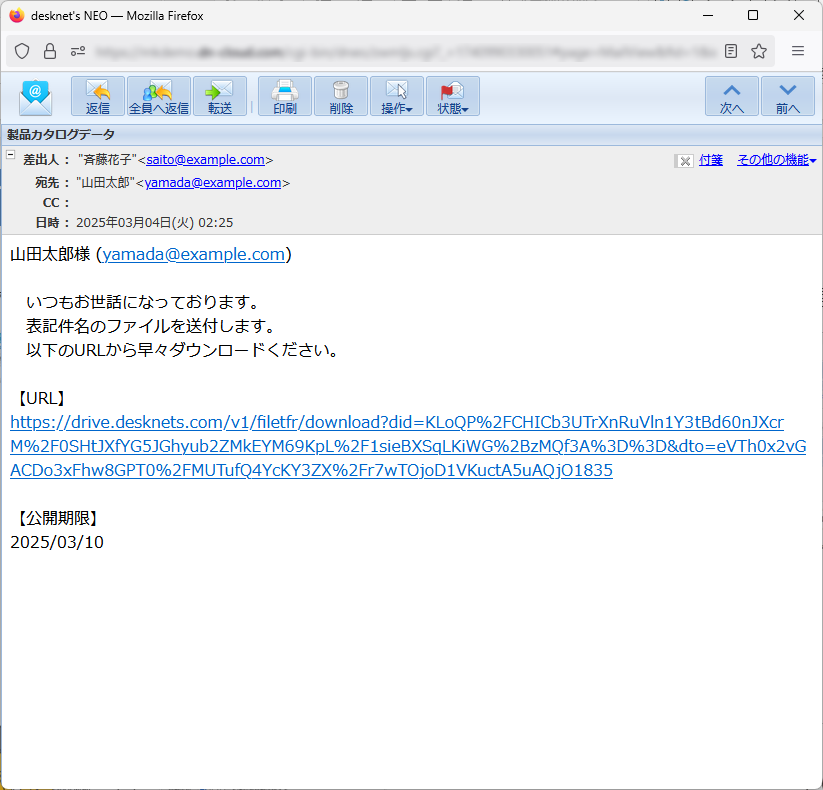 desknet's NEO — Mozilla Firefox
返信
全員へ返信
転送
印刷
削除
操作
状態
次へ
前へ
製品カタログデータ
差出人： "斉藤花子"<saito@example.com>
付箋 その他の機能
宛先： "山田太郎"<yamada@example.com>
CC：
日時： 2025年03月04日(火) 02:25
山田太郎様 (yamada@example.com)
いつもお世話になっております。
表記件名のファイルを送付します。
以下のURLから早々ダウンロードください。
【URL】
https://drive.desknets.com/v1/filetfr/download?did=KLoQP%2FCHICb3UTrXnRuVln1Y3tBd60nJXcr
M%2F0SHtJXfYG5JGhyub2ZMkEYM69KpL%2F1sieBXSqLKiWG%2BzMQf3A%3D%3D&dto=eVTh0x2vG
ACDo3xFhw8GPT0%2FMUTufQ4YcKY3ZX%2Fr7wTOjoD1VKuctA5uAQjO1835
【公開期限】
2025/03/10